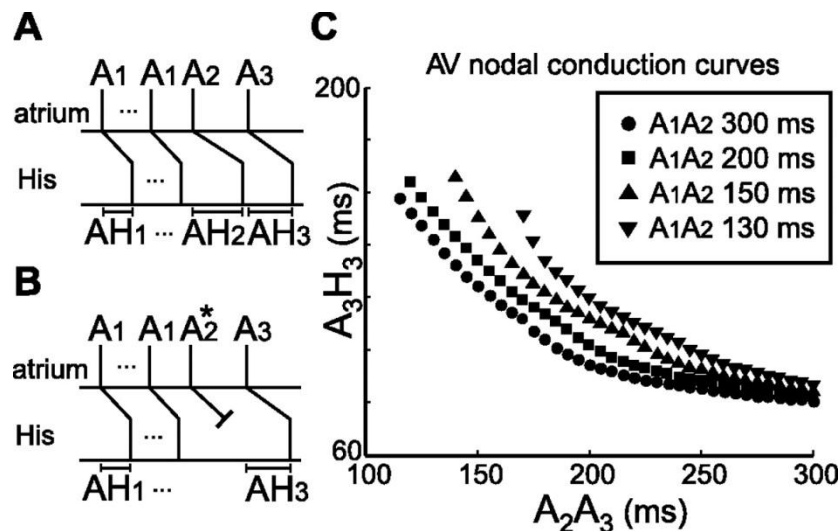 A
A1 A1 A2 A3
atrium ...
His ...
AH1 ... AH2 AH3
B
A1 A1 A2* A3
atrium ...
His ...
AH1 ... AH3
C
AV nodal conduction curves
200
A1A2 300 ms
A1A2 200 ms
A1A2 150 ms
A1A2 130 ms
A3H3 (ms)
60
100 150 200 250 300
A2A3 (ms)